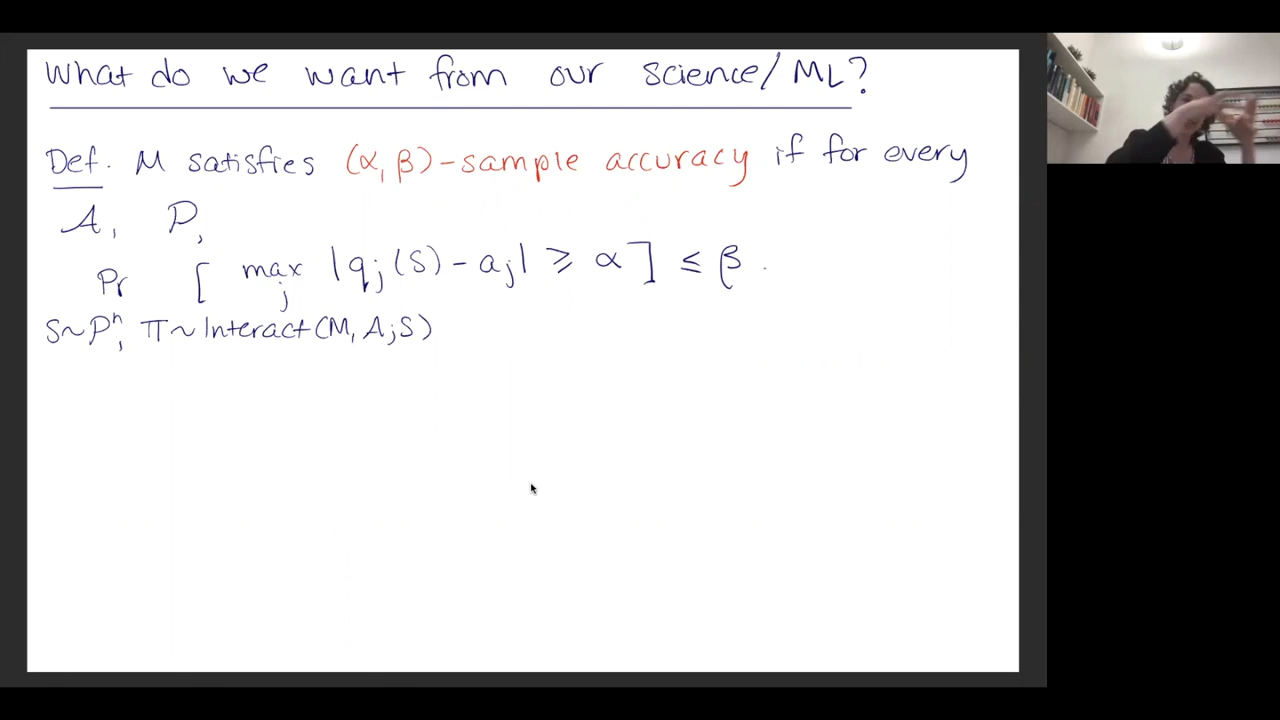 What do we want from our science/ML?
Def. M satisfies (α, β)-sample accuracy if for every
A, P,
Pr [ max |qj(S) - aj| ≥ α ] ≤ β.
j
S~Pⁿ, Π~Interact(M, A; S)